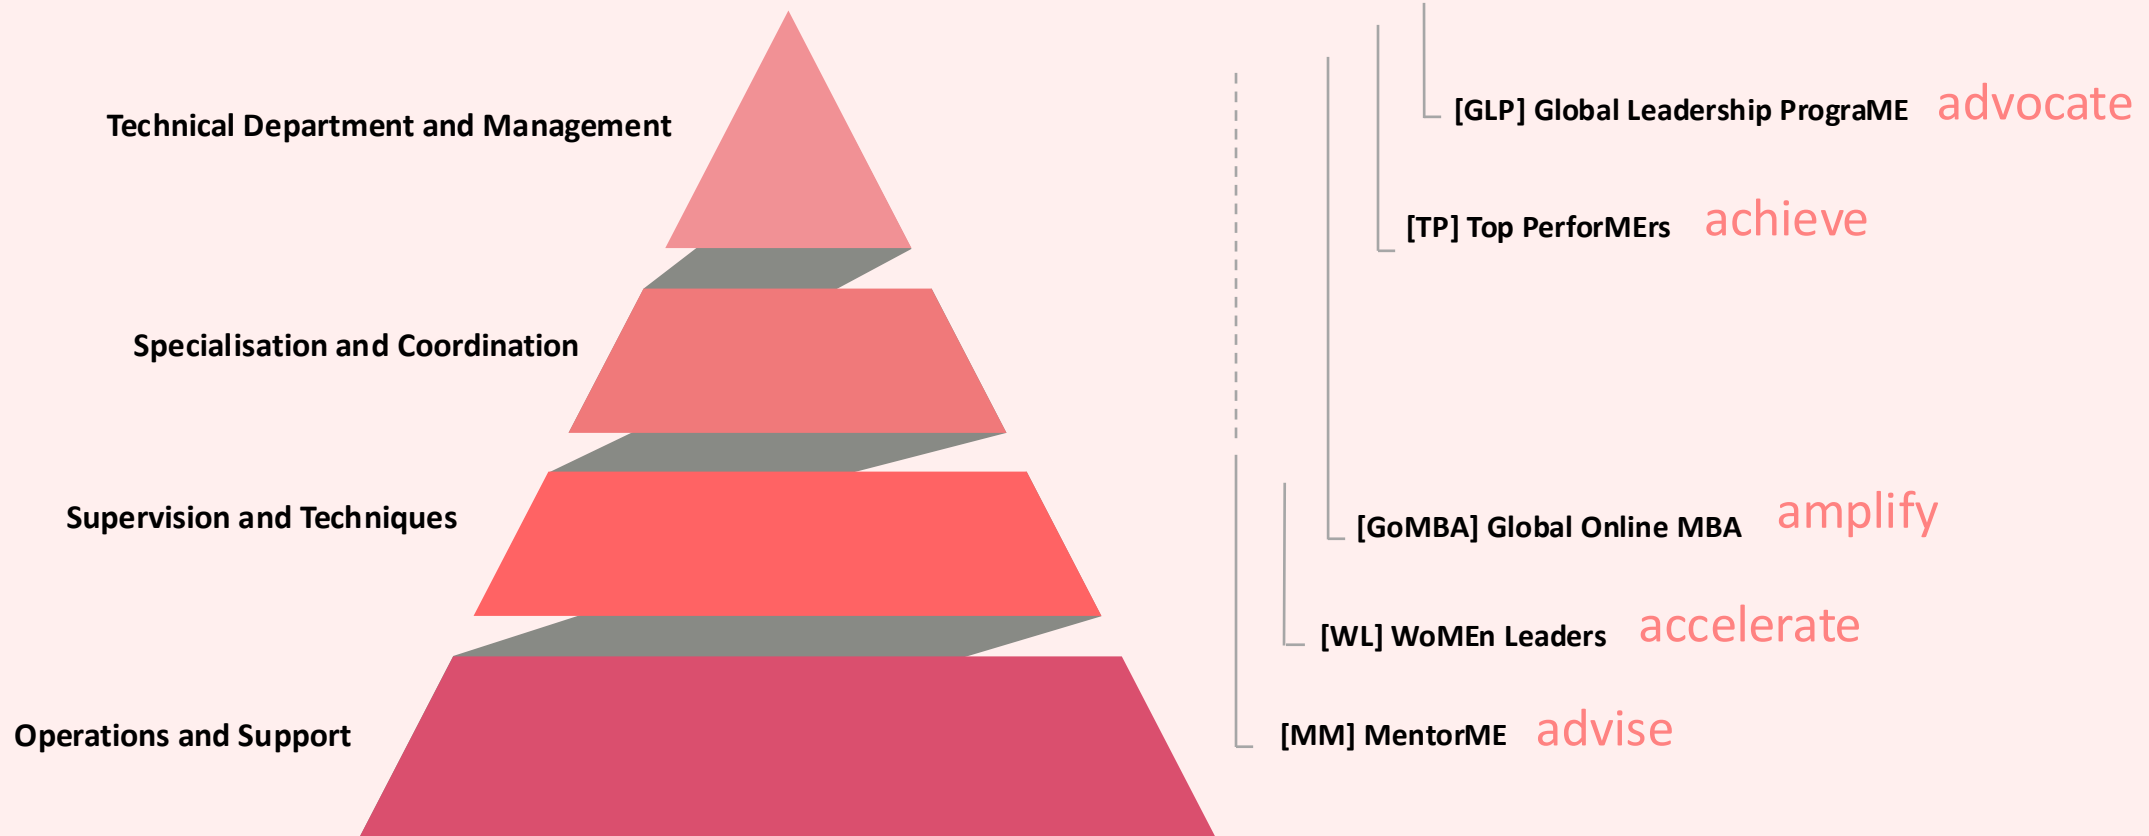 Technical Department and Management
Specialisation and Coordination
Supervision and Techniques
Operations and Support
[GLP] Global Leadership PrograME advocate
[TP] Top PerforMErs achieve
[GoMBA] Global Online MBA amplify
[WL] WoMEn Leaders accelerate
[MM] MentorME advise